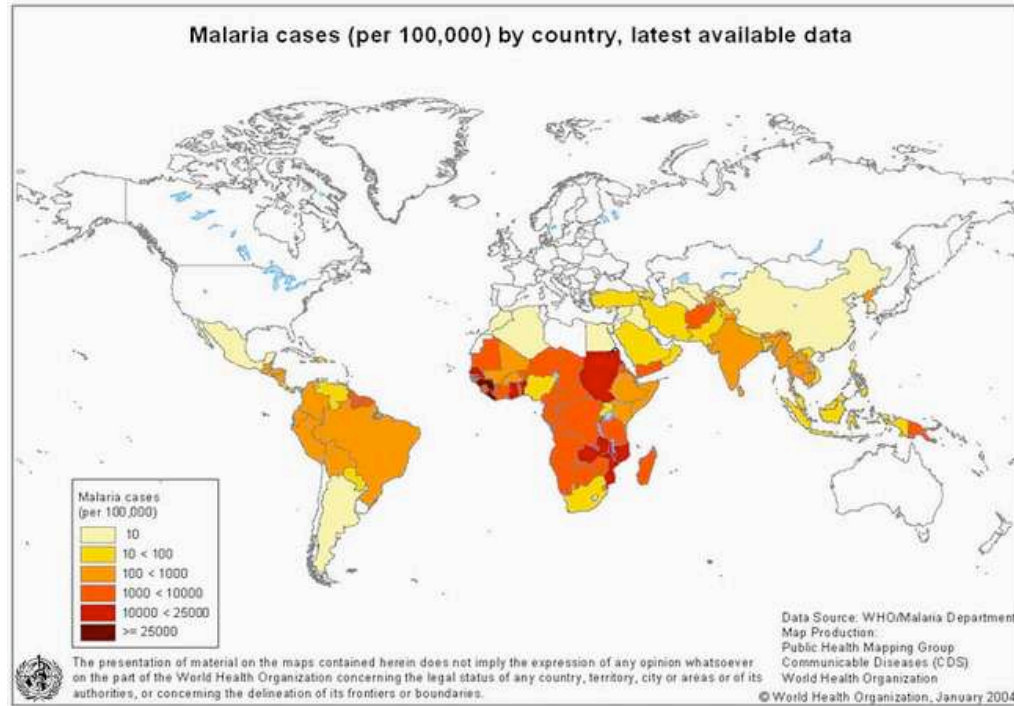 Malaria cases (per 100,000) by country, latest available data
Malaria cases
(per 100,000)
10
10 < 100
100 < 1000
1000 < 10000
10000 < 25000
>= 25000
Data Source: WHO/Malaria Department
Map Production:
Public Health Mapping Group
Communicable Diseases (CDS)
World Health Organization
© World Health Organization, January 2004
The presentation of material on the maps contained herein does not imply the expression of any opinion whatsoever
on the part of the World Health Organization concerning the legal status of any country, territory, city or areas or of its
authorities, or concerning the delineation of its frontiers or boundaries.